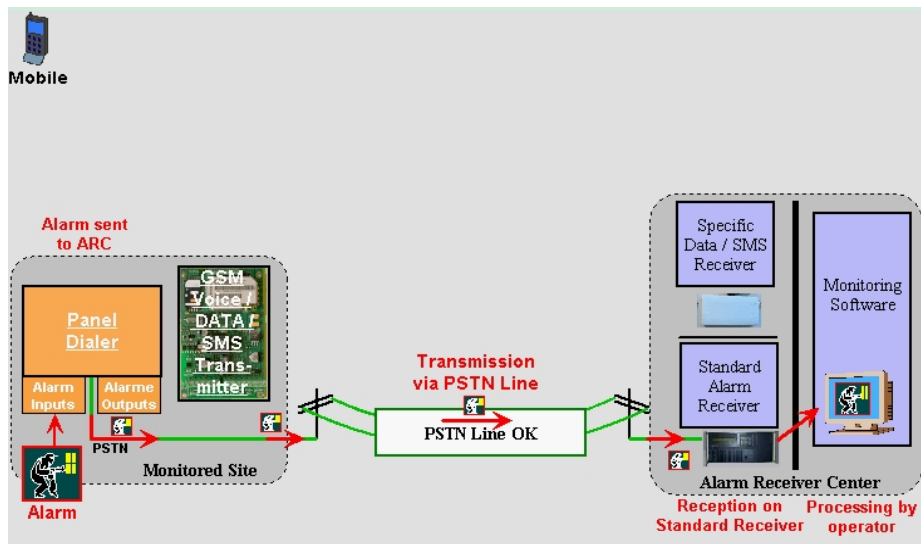 Mobile
Alarm sent
to ARC
Panel
Dialer
Alarm
Inputs
Alarme
Outputs
PSTN
GSM
Voice /
DATA /
SMS
Trans-
mitter
Monitored Site
Alarm
Transmission
via PSTN Line
PSTN Line OK
Specific
Data / SMS
Receiver
Standard
Alarm
Receiver
Monitoring
Software
Alarm Receiver Center
Reception on
Standard Receiver
Processing by
operator